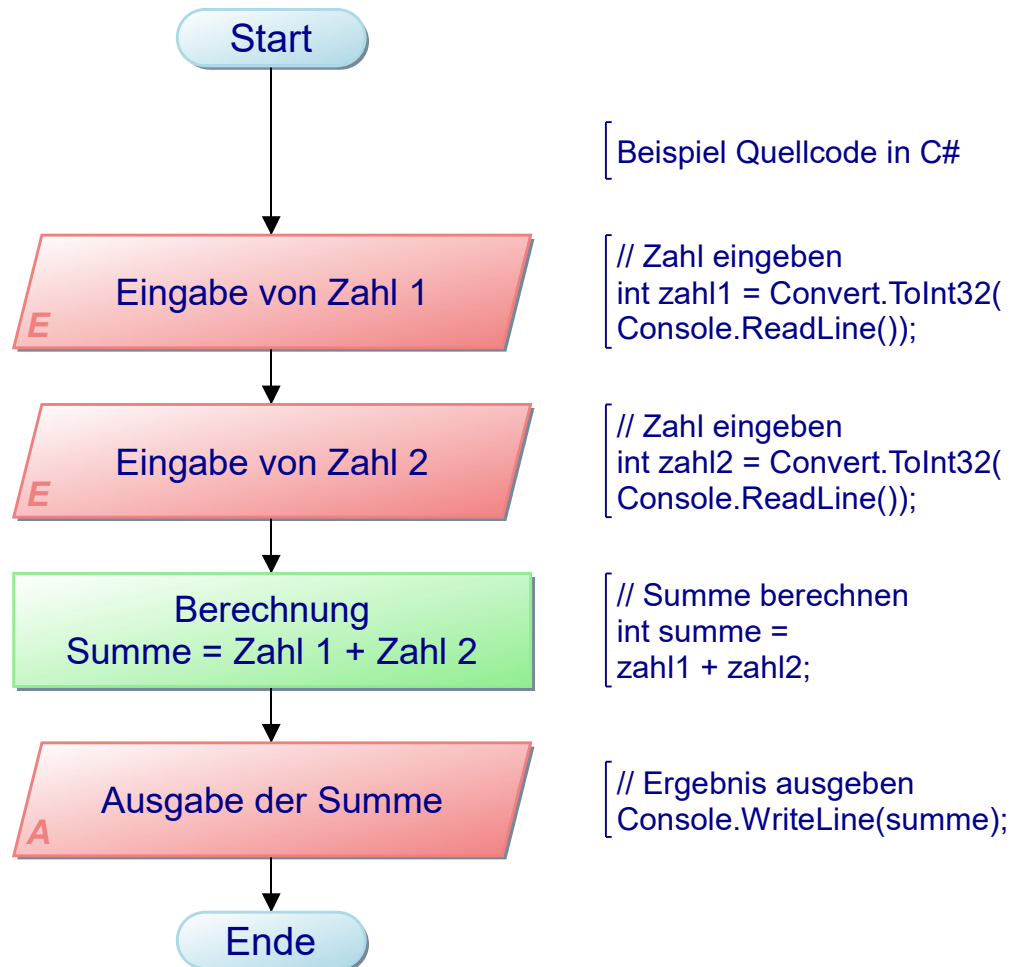 Start
Beispiel Quellcode in C#
Eingabe von Zahl 1
E
// Zahl eingeben
int zahl1 = Convert.ToInt32(
Console.ReadLine());
Eingabe von Zahl 2
E
// Zahl eingeben
int zahl2 = Convert.ToInt32(
Console.ReadLine());
Berechnung
Summe = Zahl 1 + Zahl 2
// Summe berechnen
int summe =
zahl1 + zahl2;
Ausgabe der Summe
A
// Ergebnis ausgeben
Console.WriteLine(summe);
Ende